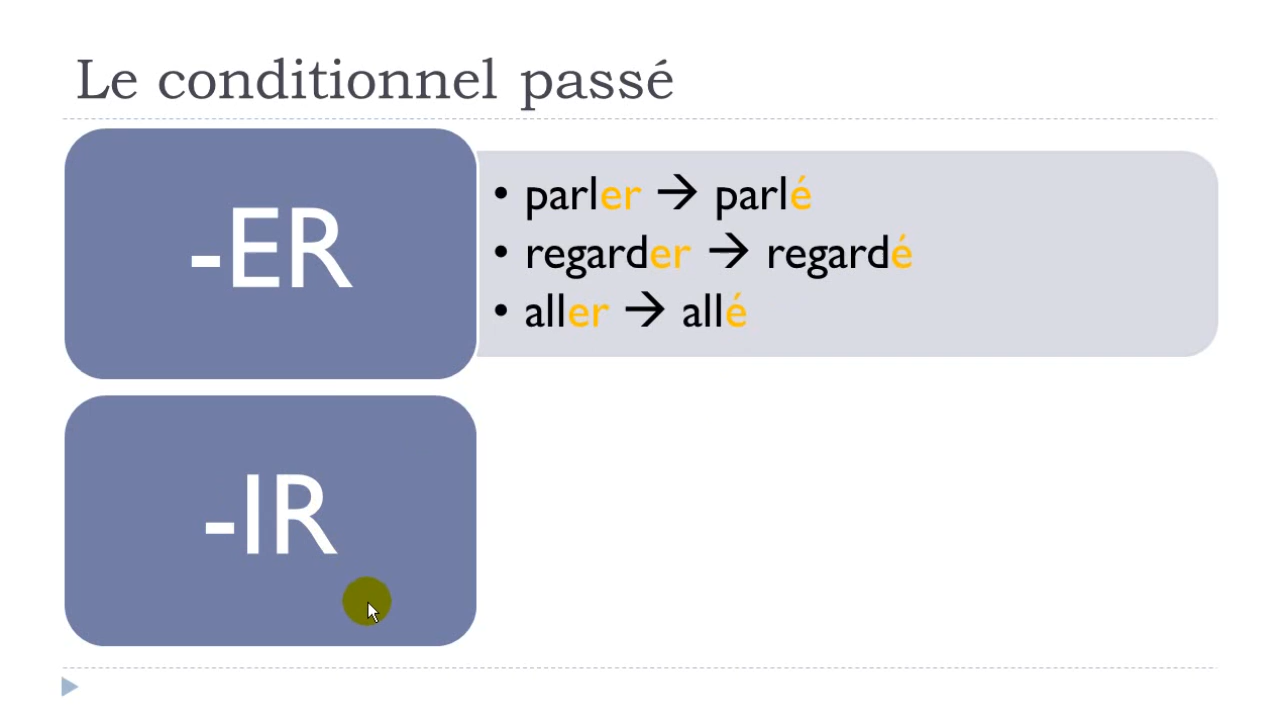 Le conditionnel passé
-ER
• parler → parlé
• regarder → regardé
• aller → allé
-IR